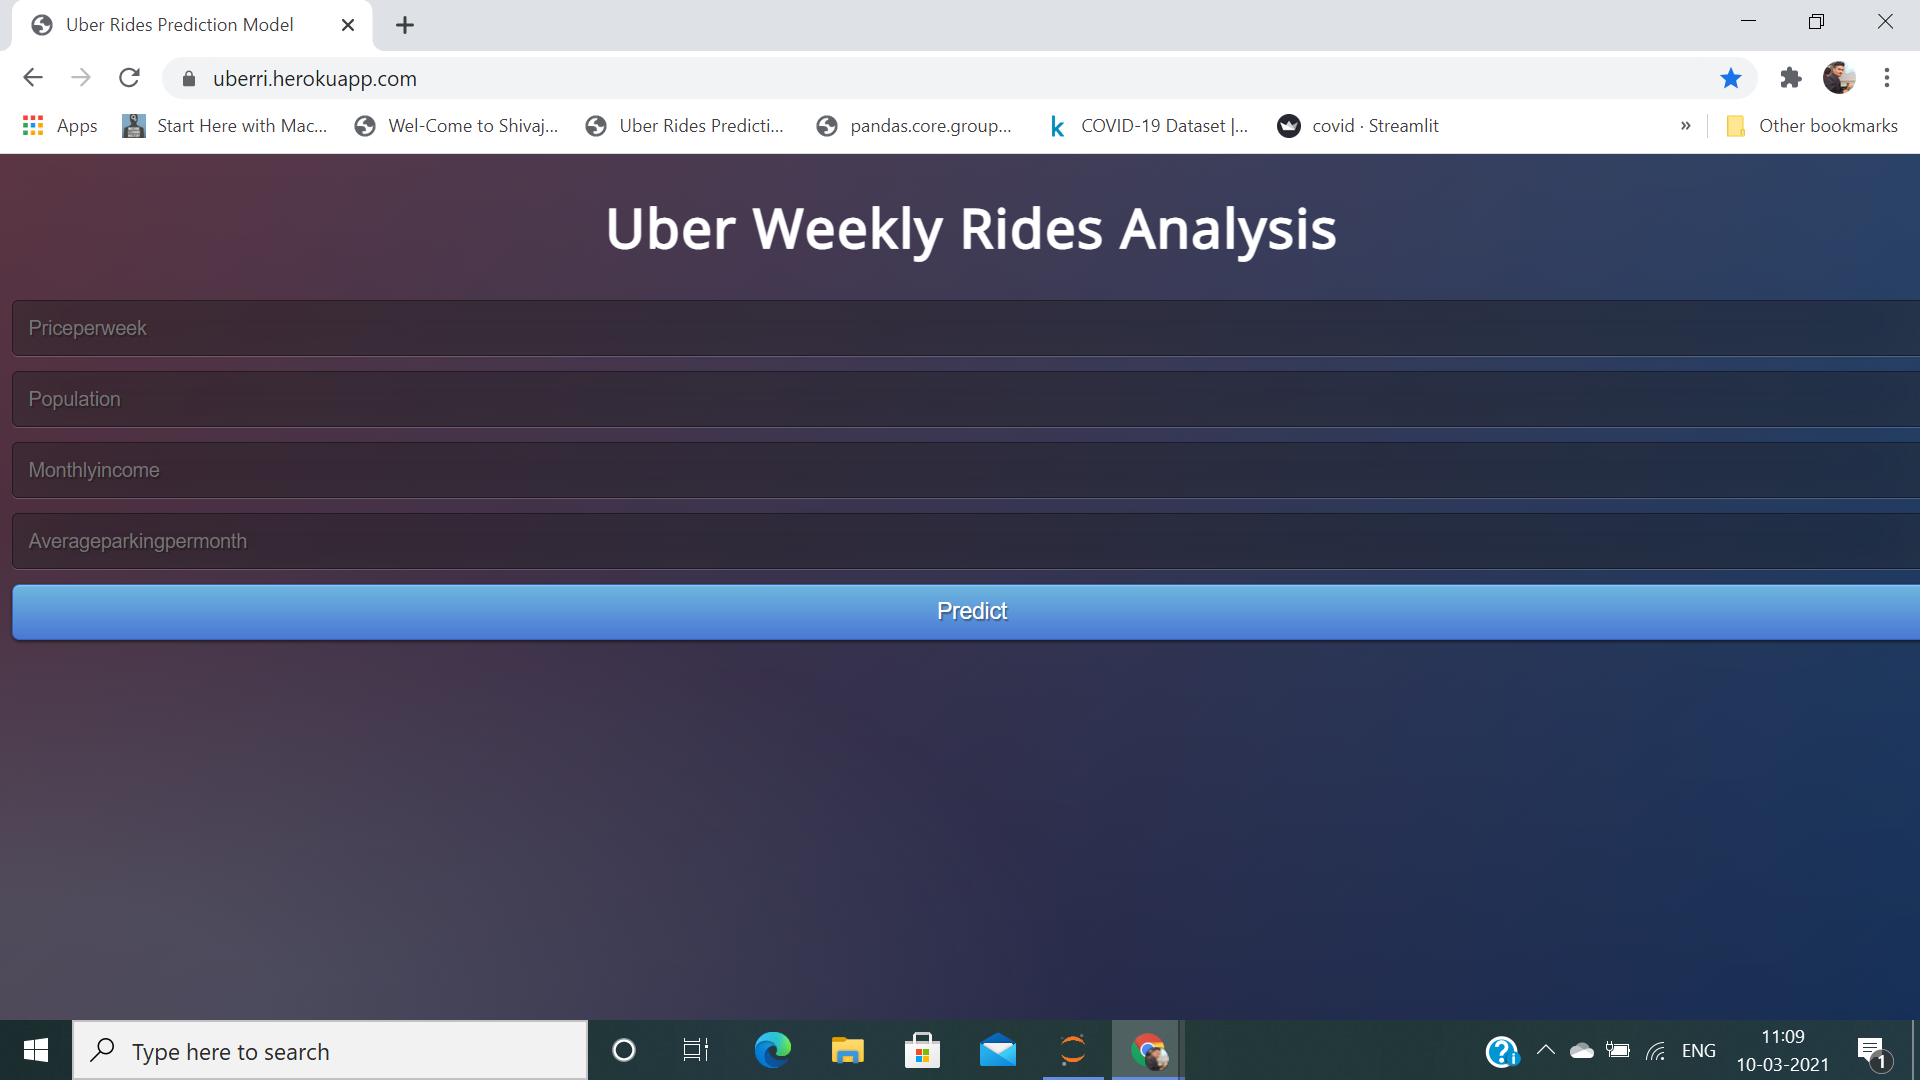 Uber Rides Prediction Model
uberri.herokuapp.com
Apps
Start Here with Mac...
Wel-Come to Shivaj...
Uber Rides Predicti...
pandas.core.group...
COVID-19 Dataset |...
covid · Streamlit
»
Other bookmarks
Uber Weekly Rides Analysis
Priceperweek
Population
Monthlyincome
Averageparkingpermonth
Predict
Type here to search
ENG
11:09
10-03-2021
1